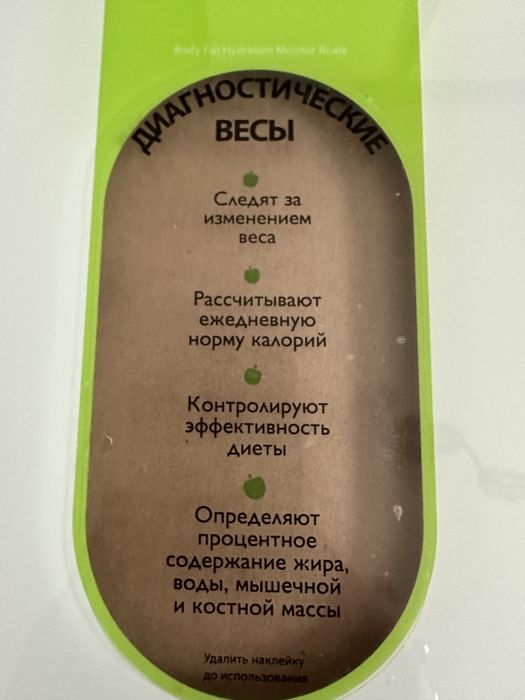 Body Fat Hydration Monitor Scale
ДИАГНОСТИЧЕСКИЕ
ВЕСЫ
Следят за
изменением
веса
Рассчитывают
ежедневную
норму калорий
Контролируют
эффективность
диеты
Определяют
процентное
содержание жира,
воды, мышечной
и костной массы
Удалить наклейку
до использования